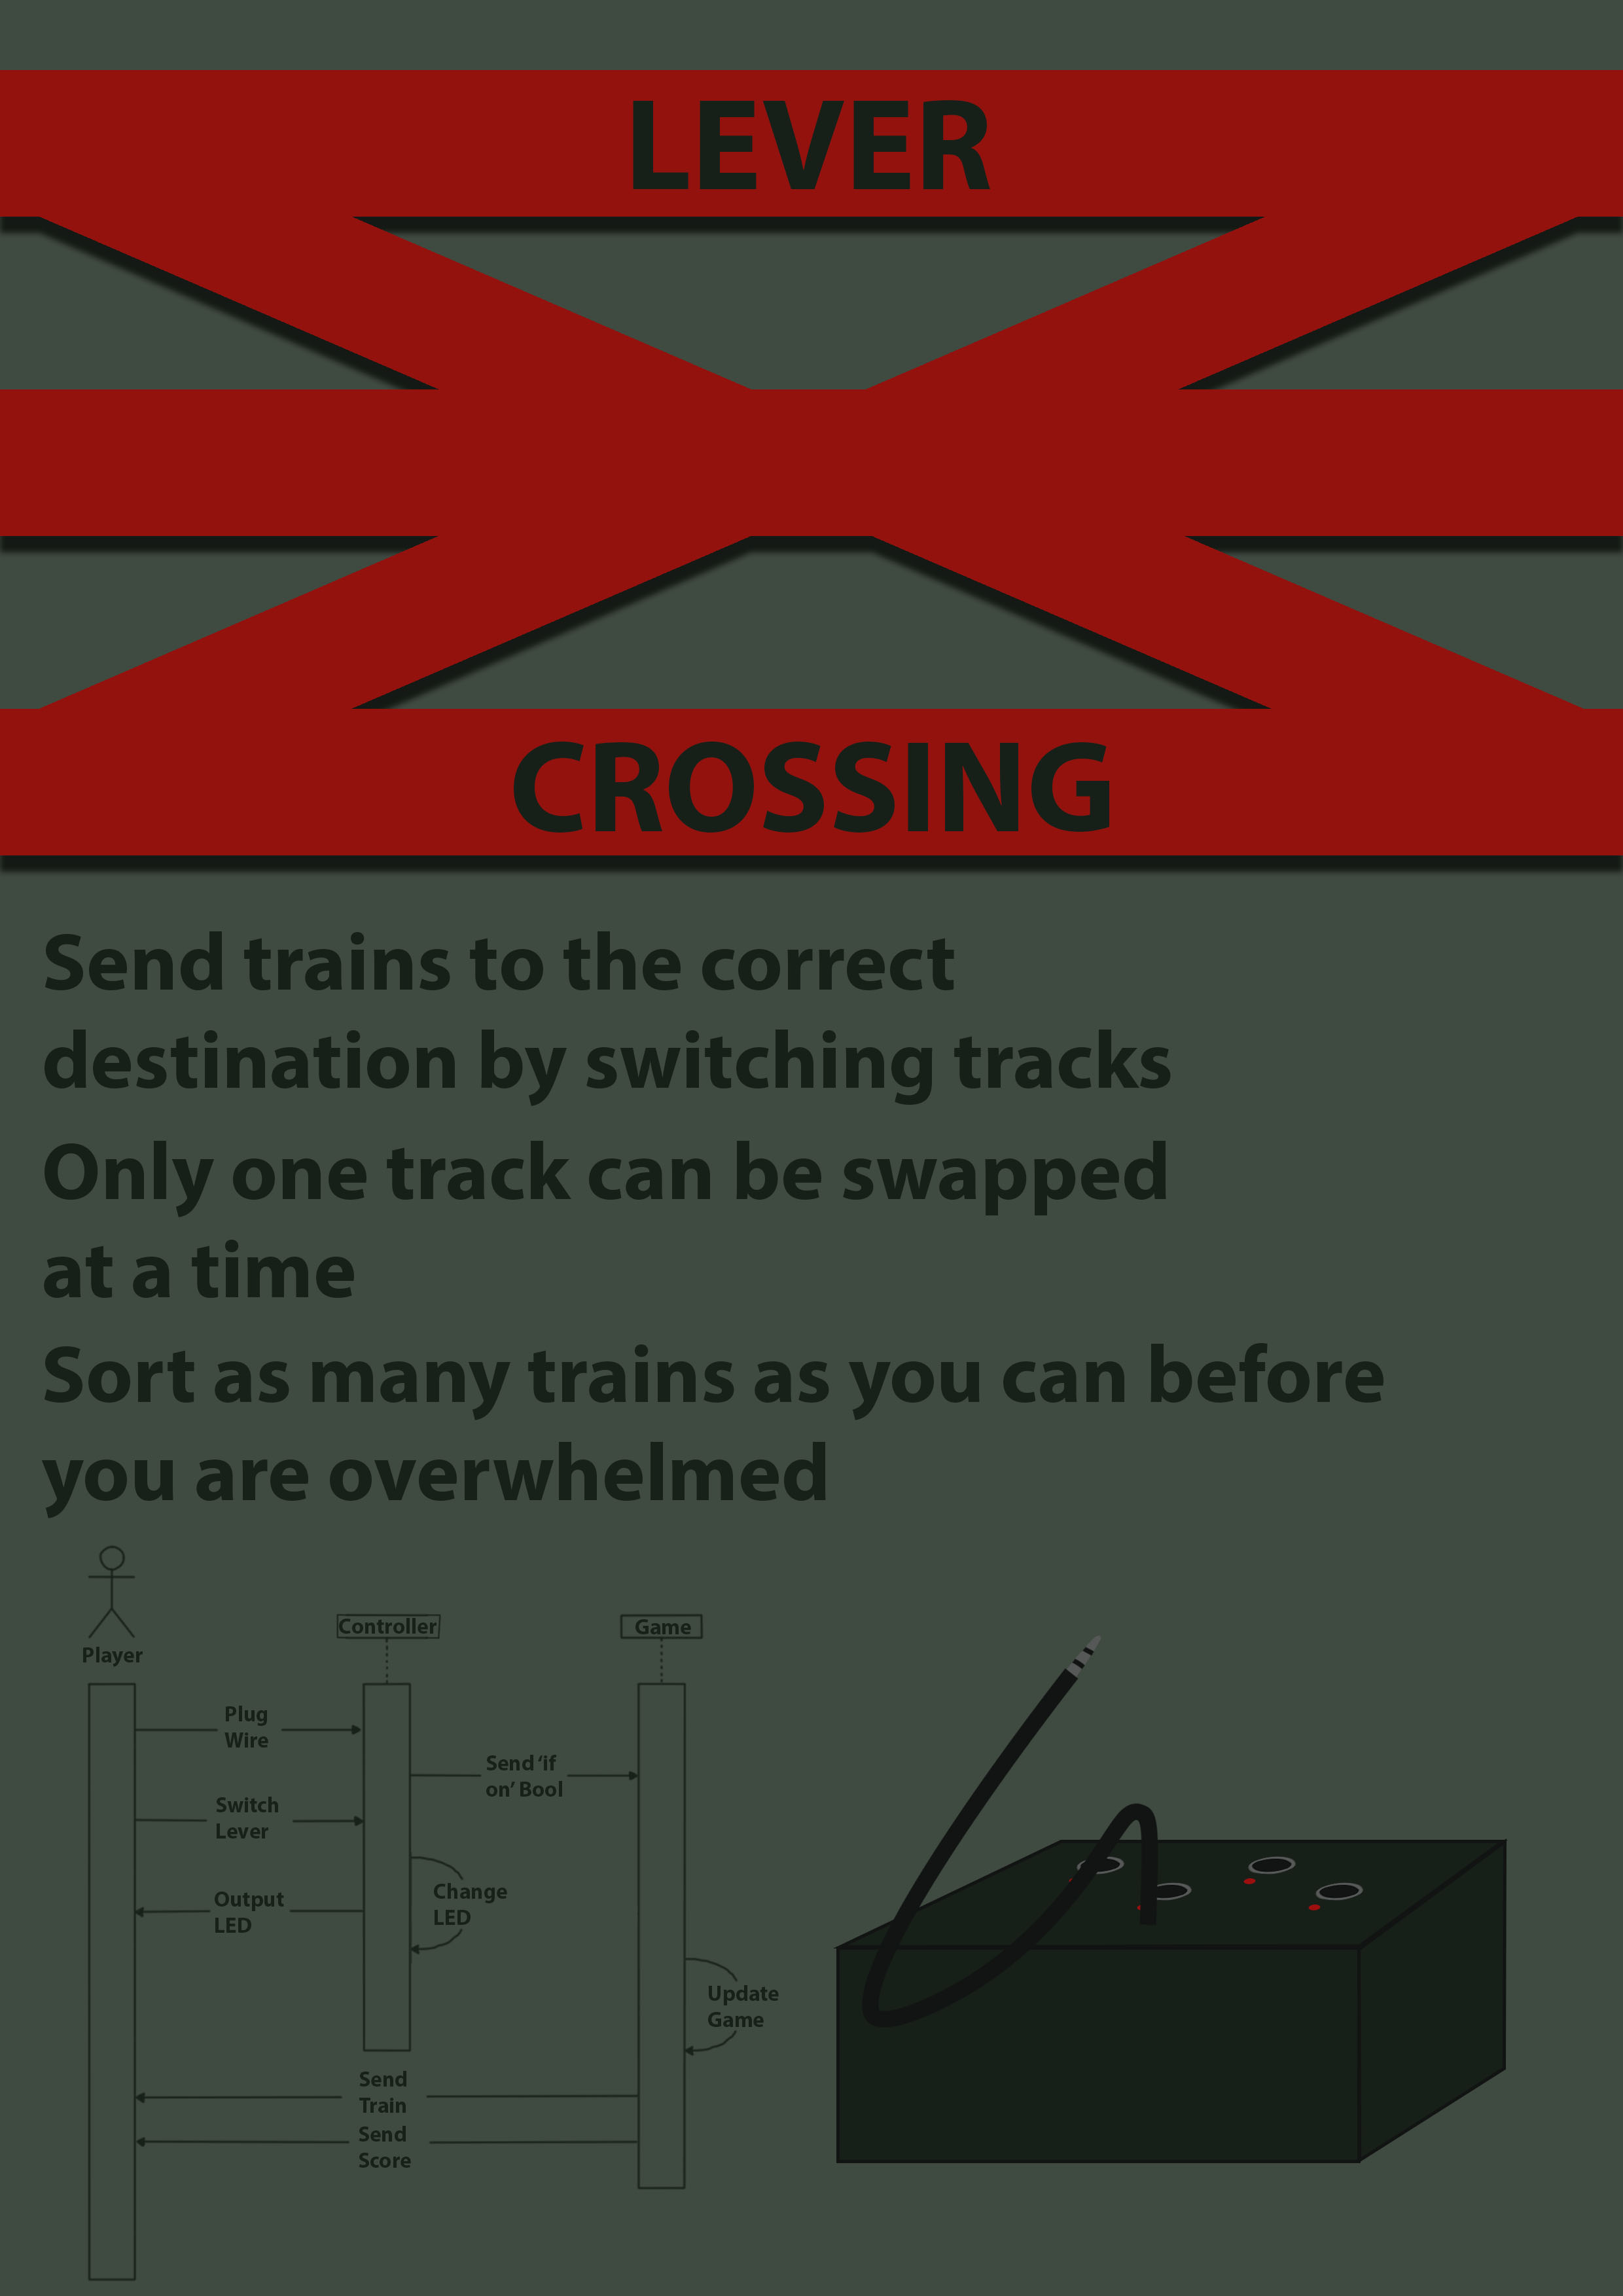 LEVER
CROSSING
Send trains to the correct
destination by switching tracks
Only one track can be swapped
at a time
Sort as many trains as you can before
you are overwhelmed
Player
Controller
Game
Plug
Wire
Send ‘if
on’ Bool
Switch
Lever
Change
LED
Output
LED
Update
Game
Send
Train
Send
Score